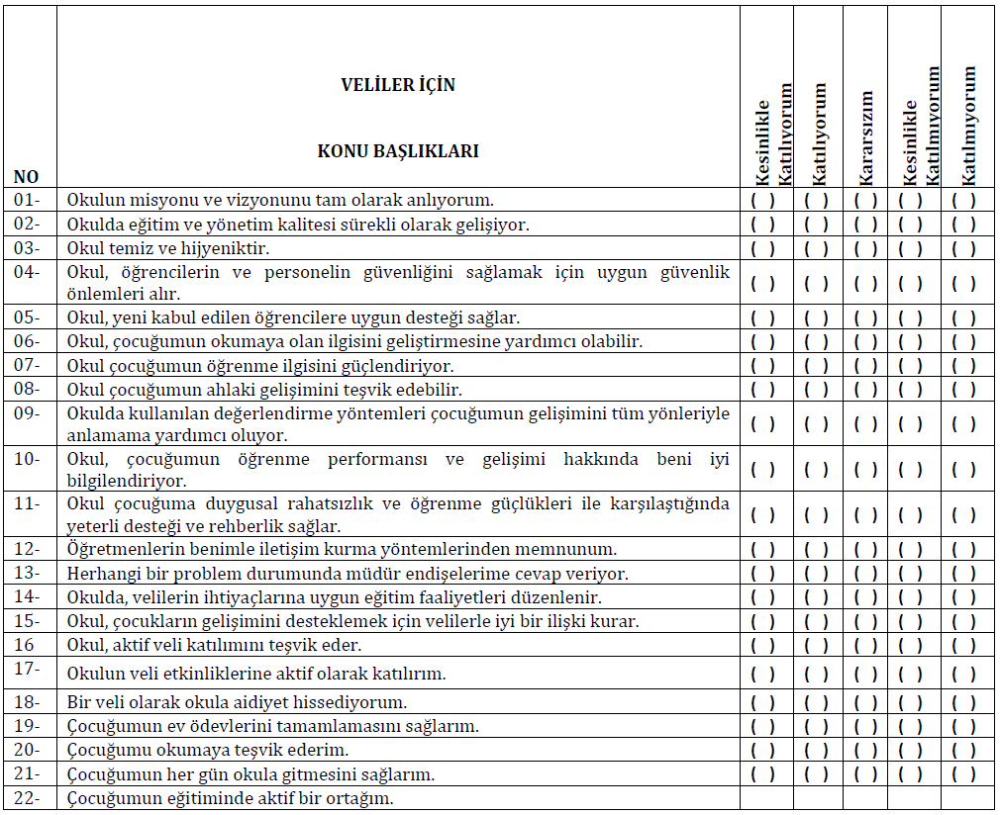 VELİLER İÇİN
KONU BAŞLIKLARI
NO
Kesinlikle
Katılıyorum
Katılıyorum
Kararsızım
Kesinlikle
Katılmıyorum
Katılmıyorum
01- Okulun misyonu ve vizyonunu tam olarak anlıyorum. ( ) ( ) ( ) ( ) ( )
02- Okulda eğitim ve yönetim kalitesi sürekli olarak gelişiyor. ( ) ( ) ( ) ( ) ( )
03- Okul temiz ve hijyeniktir. ( ) ( ) ( ) ( ) ( )
04- Okul, öğrencilerin ve personelin güvenliğini sağlamak için uygun güvenlik
önlemleri alır. ( ) ( ) ( ) ( ) ( )
05- Okul, yeni kabul edilen öğrencilere uygun desteği sağlar. ( ) ( ) ( ) ( ) ( )
06- Okul, çocuğumun okumaya olan ilgisini geliştirmesine yardımcı olabilir. ( ) ( ) ( ) ( ) ( )
07- Okul çocuğumun öğrenme ilgisini güçlendiriyor. ( ) ( ) ( ) ( ) ( )
08- Okul çocuğumun ahlaki gelişimini teşvik edebilir. ( ) ( ) ( ) ( ) ( )
09- Okulda kullanılan değerlendirme yöntemleri çocuğumun gelişimini tüm yönleriyle
anlamama yardımcı oluyor. ( ) ( ) ( ) ( ) ( )
10- Okul, çocuğumun öğrenme performansı ve gelişimi hakkında beni iyi
bilgilendiriyor. ( ) ( ) ( ) ( ) ( )
11- Okul çocuğuma duygusal rahatsızlık ve öğrenme güçlükleri ile karşılaştığında
yeterli desteği ve rehberlik sağlar. ( ) ( ) ( ) ( ) ( )
12- Öğretmenlerin benimle iletişim kurma yöntemlerinden memnunum. ( ) ( ) ( ) ( ) ( )
13- Herhangi bir problem durumunda müdür endişelerime cevap veriyor. ( ) ( ) ( ) ( ) ( )
14- Okulda, velilerin ihtiyaçlarına uygun eğitim faaliyetleri düzenlenir. ( ) ( ) ( ) ( ) ( )
15- Okul, çocukların gelişimini desteklemek için velilerle iyi bir ilişki kurar. ( ) ( ) ( ) ( ) ( )
16 Okul, aktif veli katılımını teşvik eder. ( ) ( ) ( ) ( ) ( )
17- Okulun veli etkinliklerine aktif olarak katılırım. ( ) ( ) ( ) ( ) ( )
18- Bir veli olarak okula aidiyet hissediyorum. ( ) ( ) ( ) ( ) ( )
19- Çocuğumun ev ödevlerini tamamlamasını sağlarım. ( ) ( ) ( ) ( ) ( )
20- Çocuğumu okumaya teşvik ederim. ( ) ( ) ( ) ( ) ( )
21- Çocuğumun her gün okula gitmesini sağlarım. ( ) ( ) ( ) ( ) ( )
22- Çocuğumun eğitiminde aktif bir ortağım.